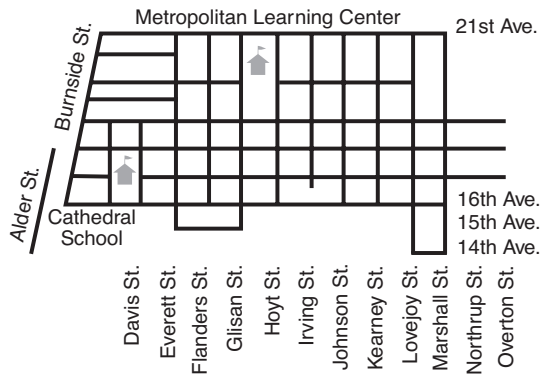 Metropolitan Learning Center
21st Ave.
Burnside St.
Alder St.
Cathedral
School
16th Ave.
15th Ave.
14th Ave.
Davis St.
Everett St.
Flanders St.
Glisan St.
Hoyt St.
Irving St.
Johnson St.
Kearney St.
Lovejoy St.
Marshall St.
Northrup St.
Overton St.